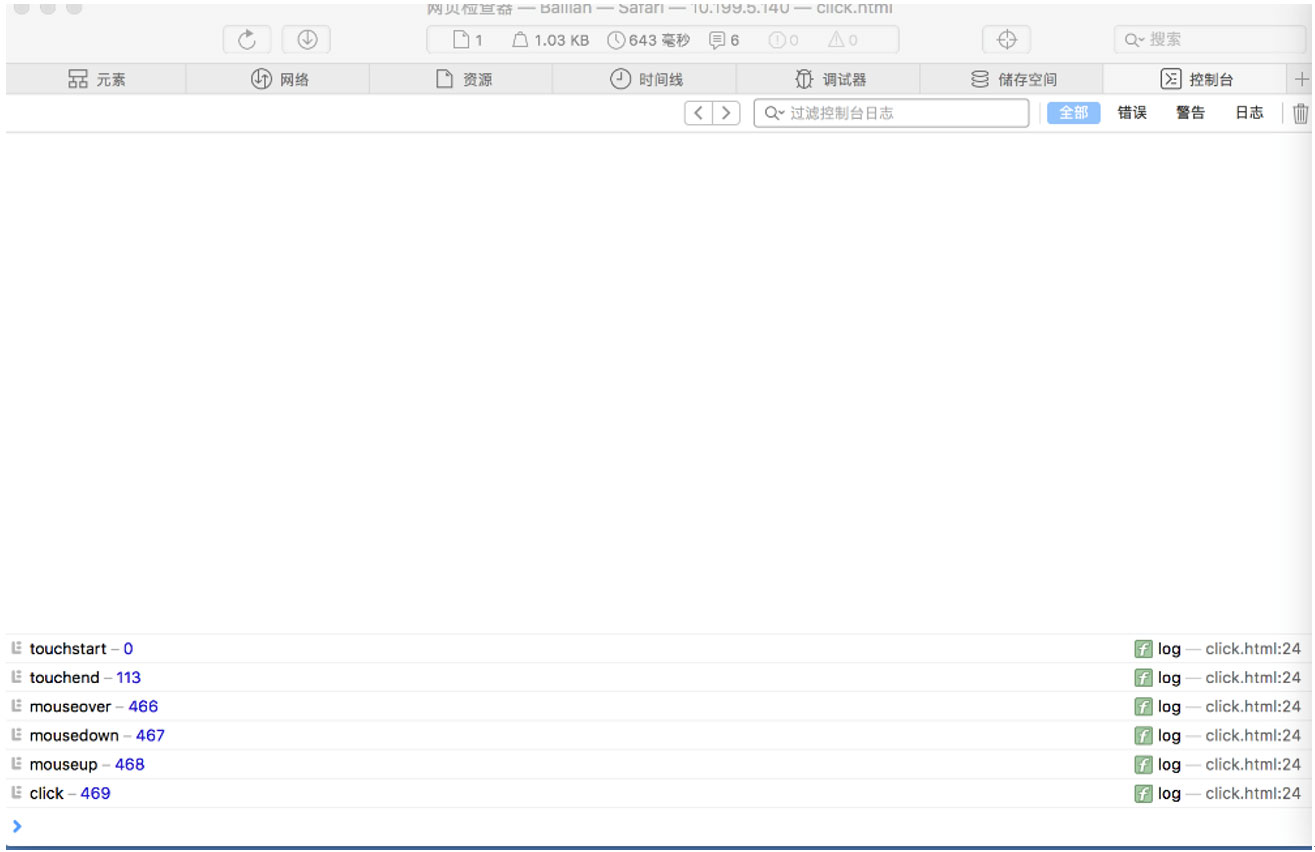 网页检查器 — Bailian — Safari — 10.199.5.140 — click.html
1 1.03 KB 643 毫秒 6 0 0 搜索
元素 网络 资源 时间线 调试器 储存空间 控制台 +
过滤控制台日志 全部 错误 警告 日志
touchstart – 0 f log — click.html:24
touchend – 113 f log — click.html:24
mouseover – 466 f log — click.html:24
mousedown – 467 f log — click.html:24
mouseup – 468 f log — click.html:24
click – 469 f log — click.html:24